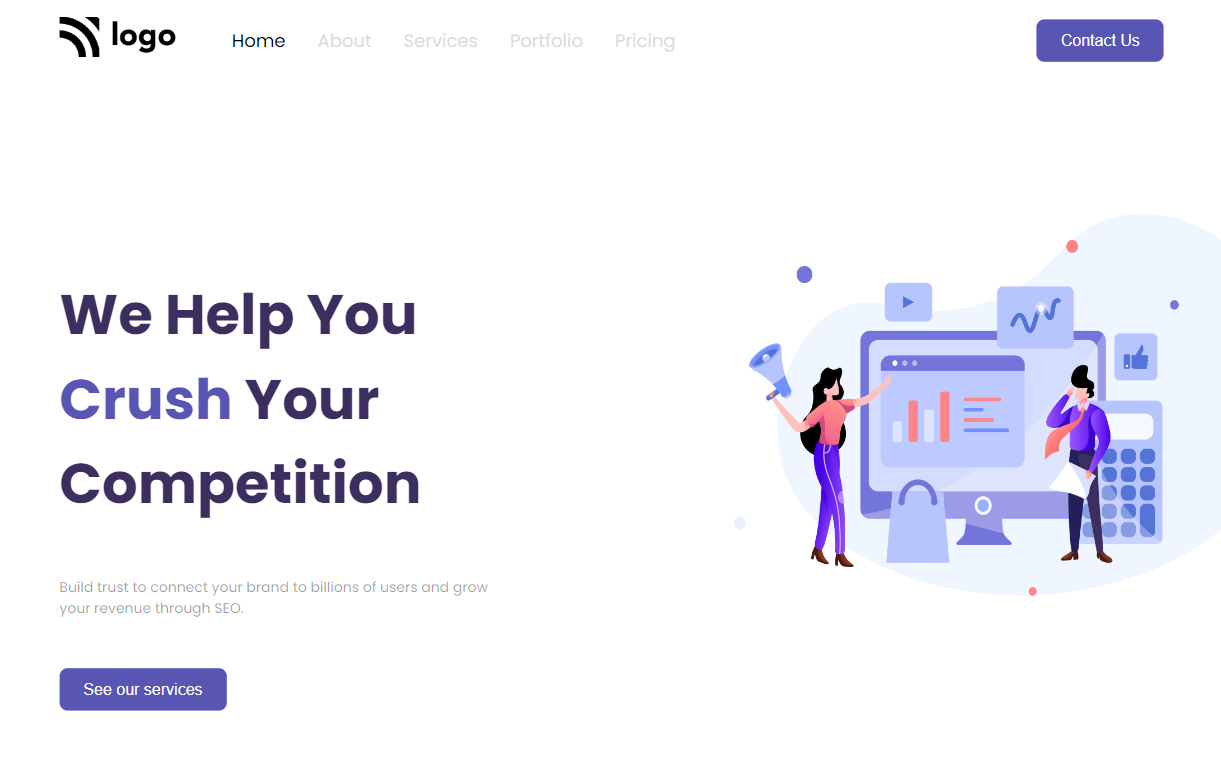 logo
Home About Services Portfolio Pricing
Contact Us
We Help You
Crush Your
Competition
Build trust to connect your brand to billions of users and grow
your revenue through SEO.
See our services